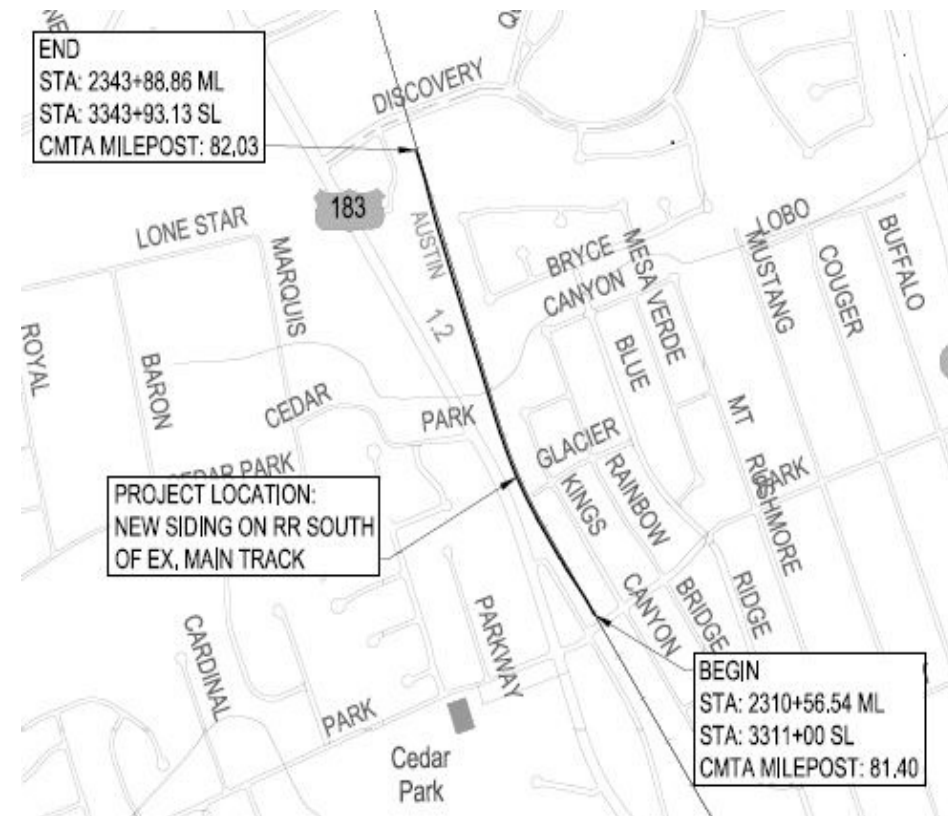 END
STA: 2343+88.86 ML
STA: 3343+93.13 SL
CMTA MILEPOST: 82.03
DISCOVERY
183
LONE STAR
MARQUIS
AUSTIN
1.2
BRYCE
CANYON
MESA VERDE
LOBO
MUSTANG
COUGER
BUFFALO
ROYAL
BARON
BLUE
CEDAR
PARK
MT
RUSHMORE
GLACIER
RAINBOW
KINGS
PARK
CEDAR PARK
PROJECT LOCATION:
NEW SIDING ON RR SOUTH
OF EX. MAIN TRACK
CANYON
BRIDGE
RIDGE
PARKWAY
CARDINAL
PARK
Cedar
Park
BEGIN
STA: 2310+56.54 ML
STA: 3311+00 SL
CMTA MILEPOST: 81.40